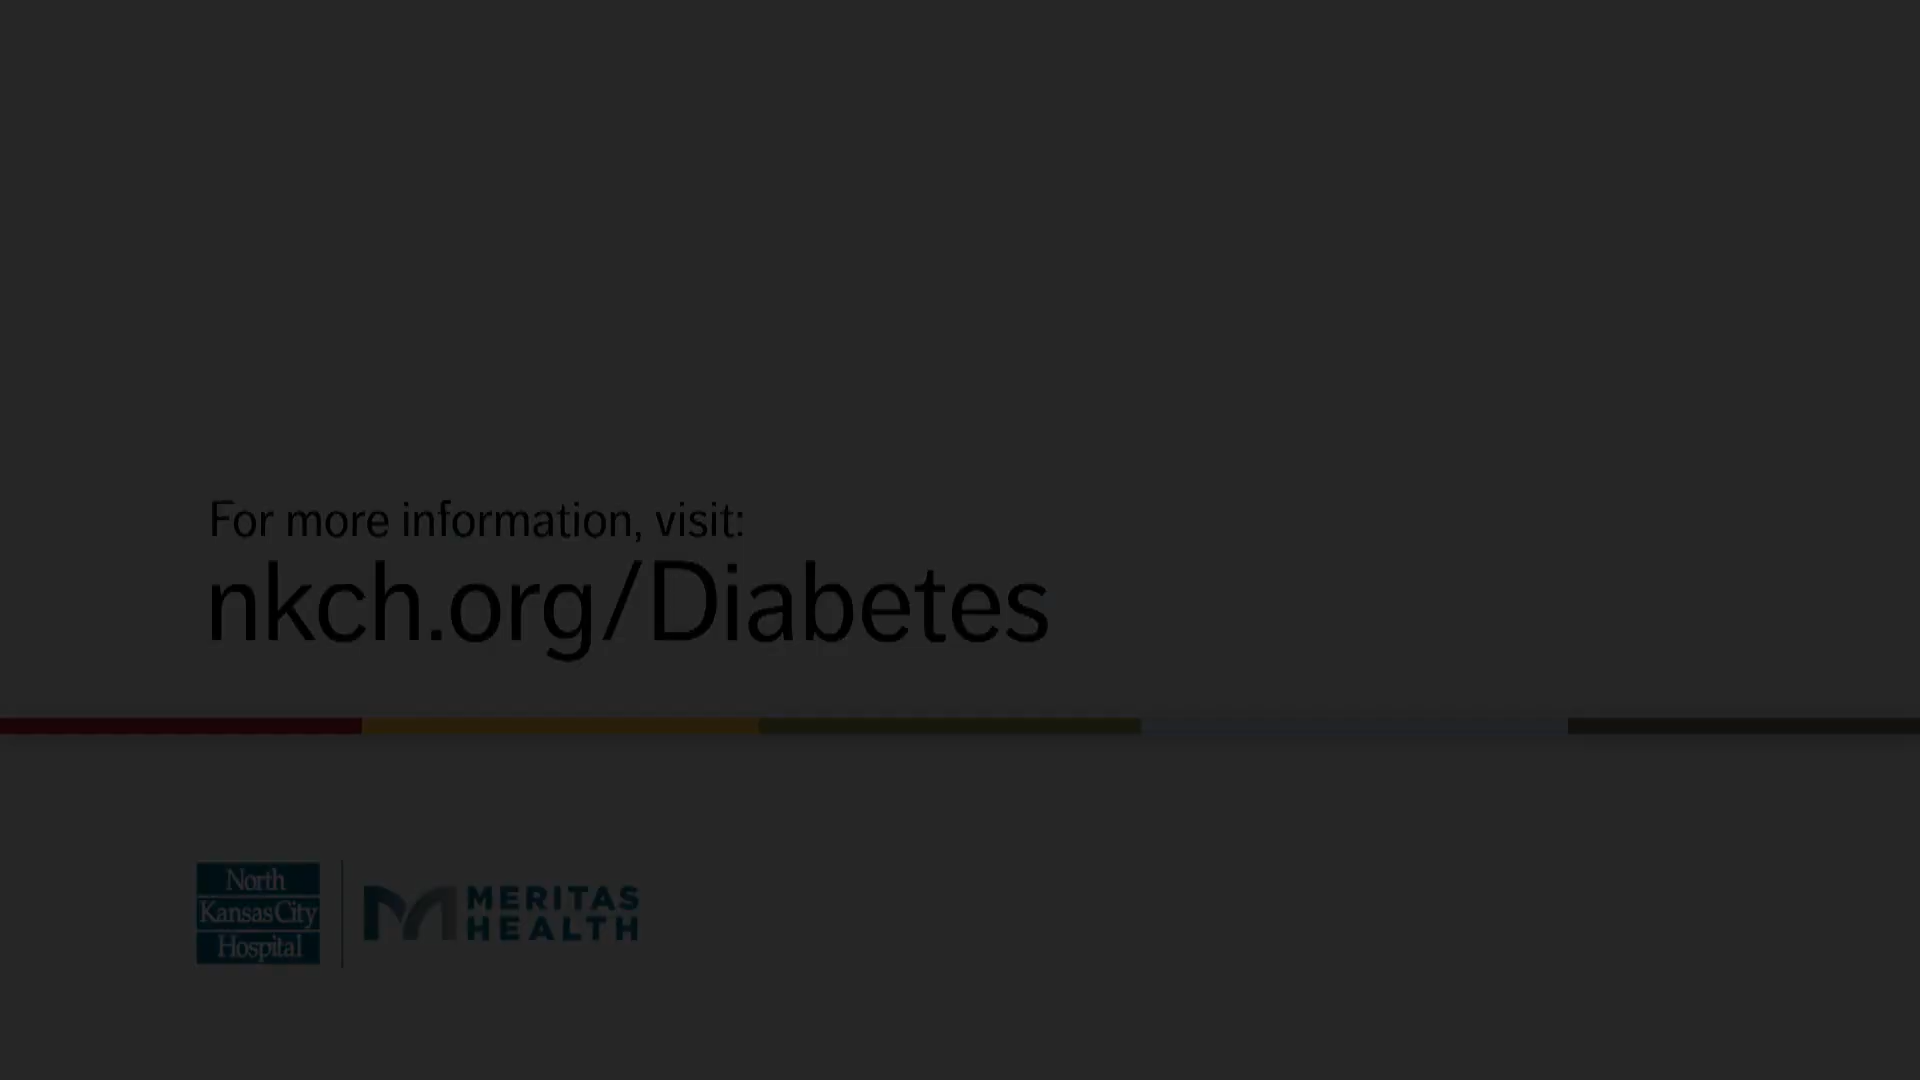 For more information, visit:
nkch.org/Diabetes
North
Kansas City
Hospital
MERITAS
HEALTH